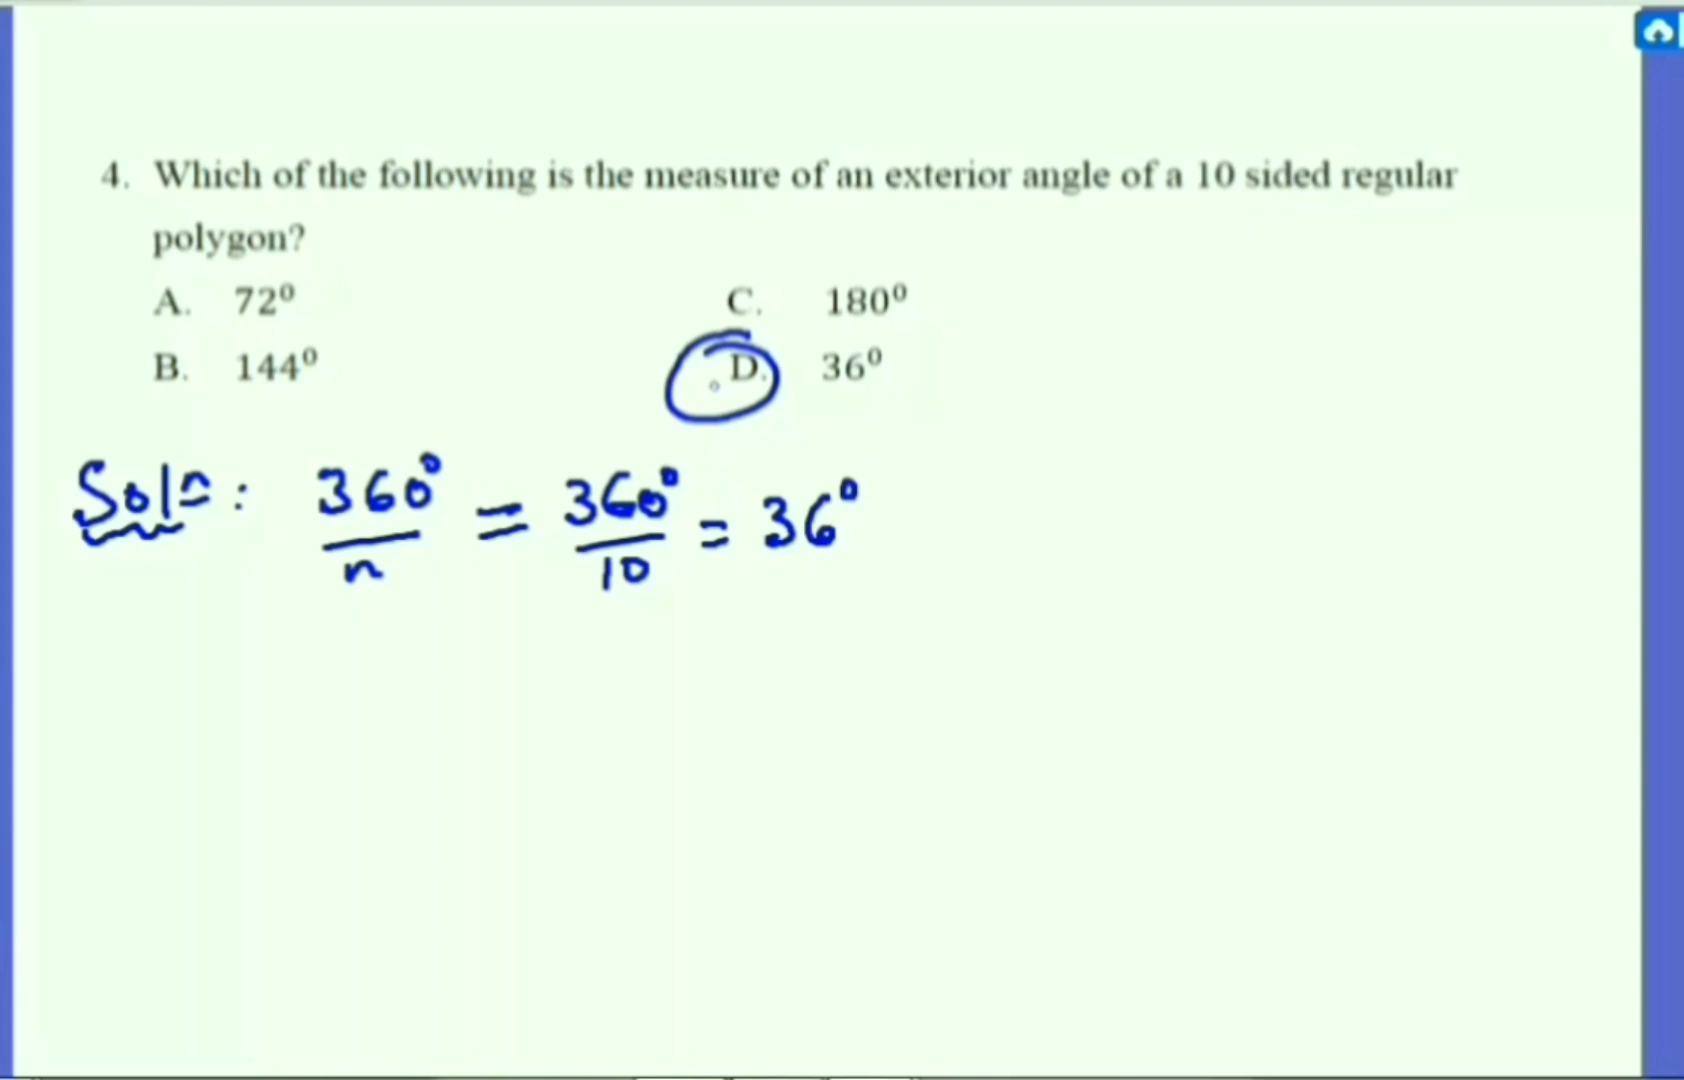 4. Which of the following is the measure of an exterior angle of a 10 sided regular
polygon?
A. 72⁰ C. 180⁰
B. 144⁰ D. 36⁰
Soln: 360°/n = 360°/10 = 36°